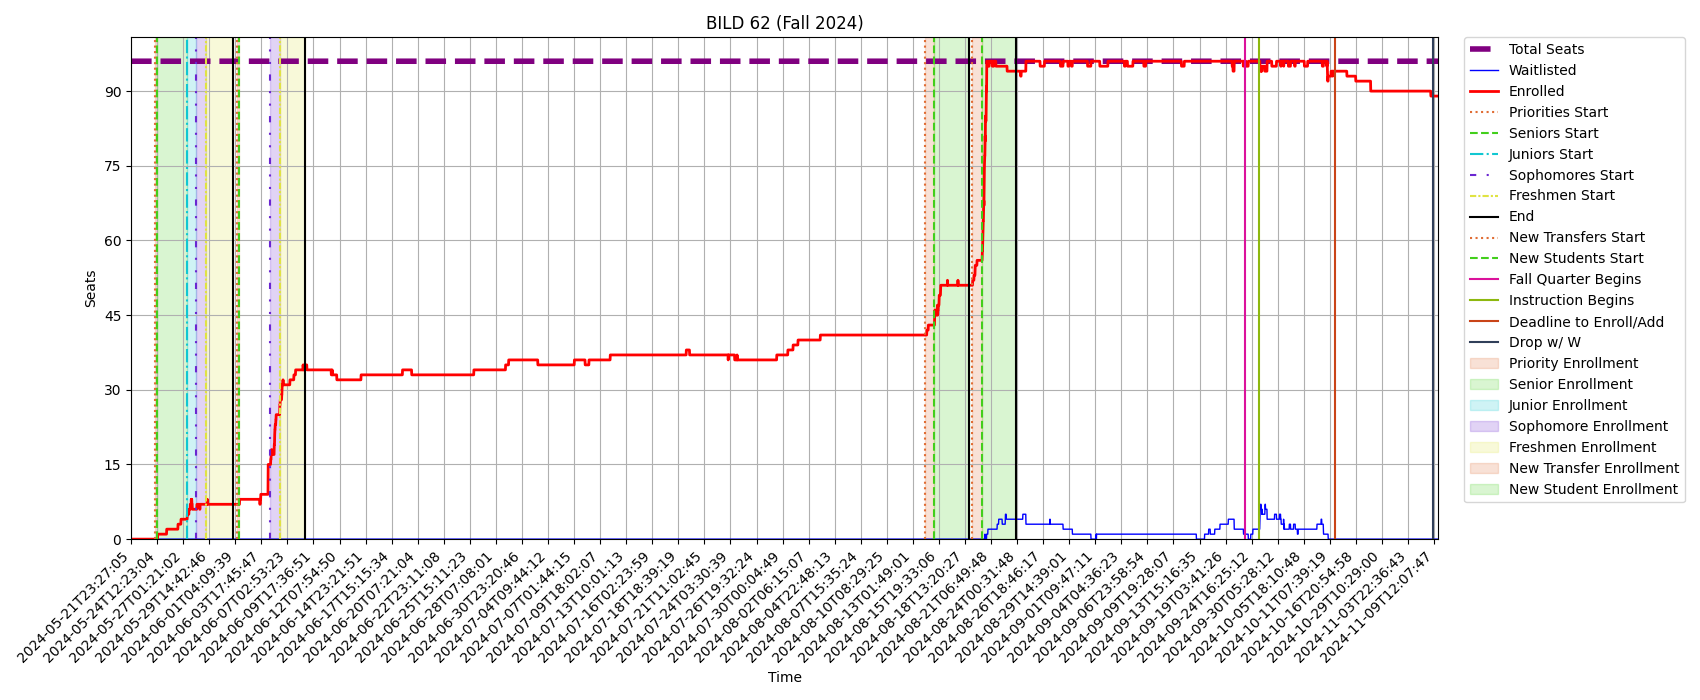 BILD 62 (Fall 2024)
Seats
90
75
60
45
30
15
0
2024-05-21T23:27:05
2024-05-24T12:23:04
2024-05-27T01:21:02
2024-05-29T14:42:46
2024-06-01T04:09:39
2024-06-03T17:45:47
2024-06-07T02:53:23
2024-06-09T17:36:51
2024-06-12T07:54:50
2024-06-14T23:21:51
2024-06-17T15:15:34
2024-06-20T07:21:04
2024-06-22T23:11:08
2024-06-25T15:11:23
2024-06-28T07:08:01
2024-06-30T23:20:46
2024-07-04T09:44:12
2024-07-07T01:44:15
2024-07-09T18:02:07
2024-07-13T10:01:13
2024-07-16T02:23:59
2024-07-18T18:39:19
2024-07-21T11:02:45
2024-07-24T03:30:39
2024-07-26T19:32:24
2024-07-30T00:04:49
2024-08-02T06:15:07
2024-08-04T22:48:13
2024-08-07T15:35:24
2024-08-10T08:29:25
2024-08-13T01:49:01
2024-08-15T19:33:06
2024-08-18T13:20:27
2024-08-21T06:49:48
2024-08-24T00:31:48
2024-08-26T18:46:17
2024-08-29T14:39:01
2024-09-01T09:47:11
2024-09-04T04:36:23
2024-09-06T23:58:54
2024-09-09T19:28:07
2024-09-13T15:16:35
2024-09-19T03:41:26
2024-09-24T16:25:12
2024-09-30T05:28:12
2024-10-05T18:10:48
2024-10-11T07:39:19
2024-10-16T20:54:58
2024-10-29T10:29:00
2024-11-03T22:36:43
2024-11-09T12:07:47
Time
Total Seats
Waitlisted
Enrolled
Priorities Start
Seniors Start
Juniors Start
Sophomores Start
Freshmen Start
End
New Transfers Start
New Students Start
Fall Quarter Begins
Instruction Begins
Deadline to Enroll/Add
Drop w/ W
Priority Enrollment
Senior Enrollment
Junior Enrollment
Sophomore Enrollment
Freshmen Enrollment
New Transfer Enrollment
New Student Enrollment